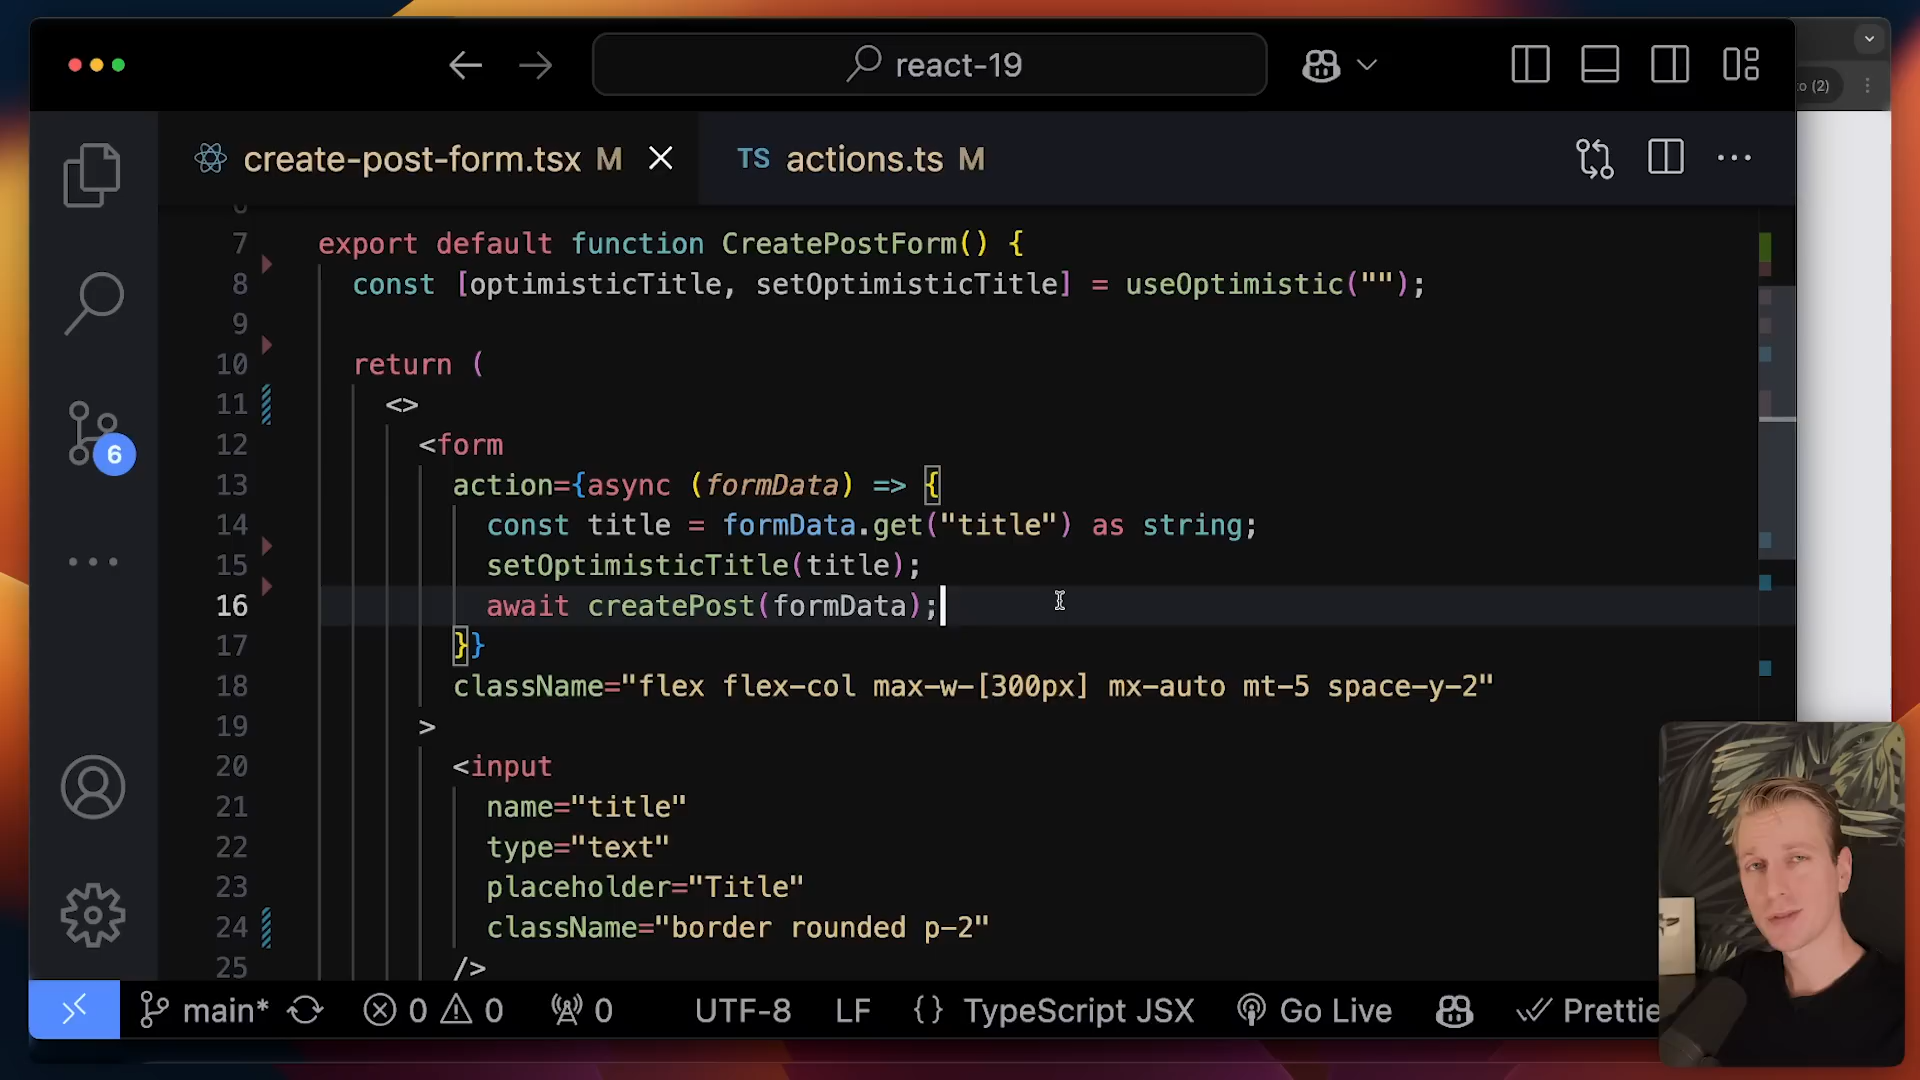 react-19
to (2)
create-post-form.tsx M
TS actions.ts M
6
7 export default function CreatePostForm() {
8 const [optimisticTitle, setOptimisticTitle] = useOptimistic("");
9
10 return (
11 <>
12 <form
13 action={async (formData) => {
14 const title = formData.get("title") as string;
15 setOptimisticTitle(title);
16 await createPost(formData);
17 }}
18 className="flex flex-col max-w-[300px] mx-auto mt-5 space-y-2"
19 >
20 <input
21 name="title"
22 type="text"
23 placeholder="Title"
24 className="border rounded p-2"
25 />
6
main* 0 0 0 UTF-8 LF {} TypeScript JSX Go Live Prettie